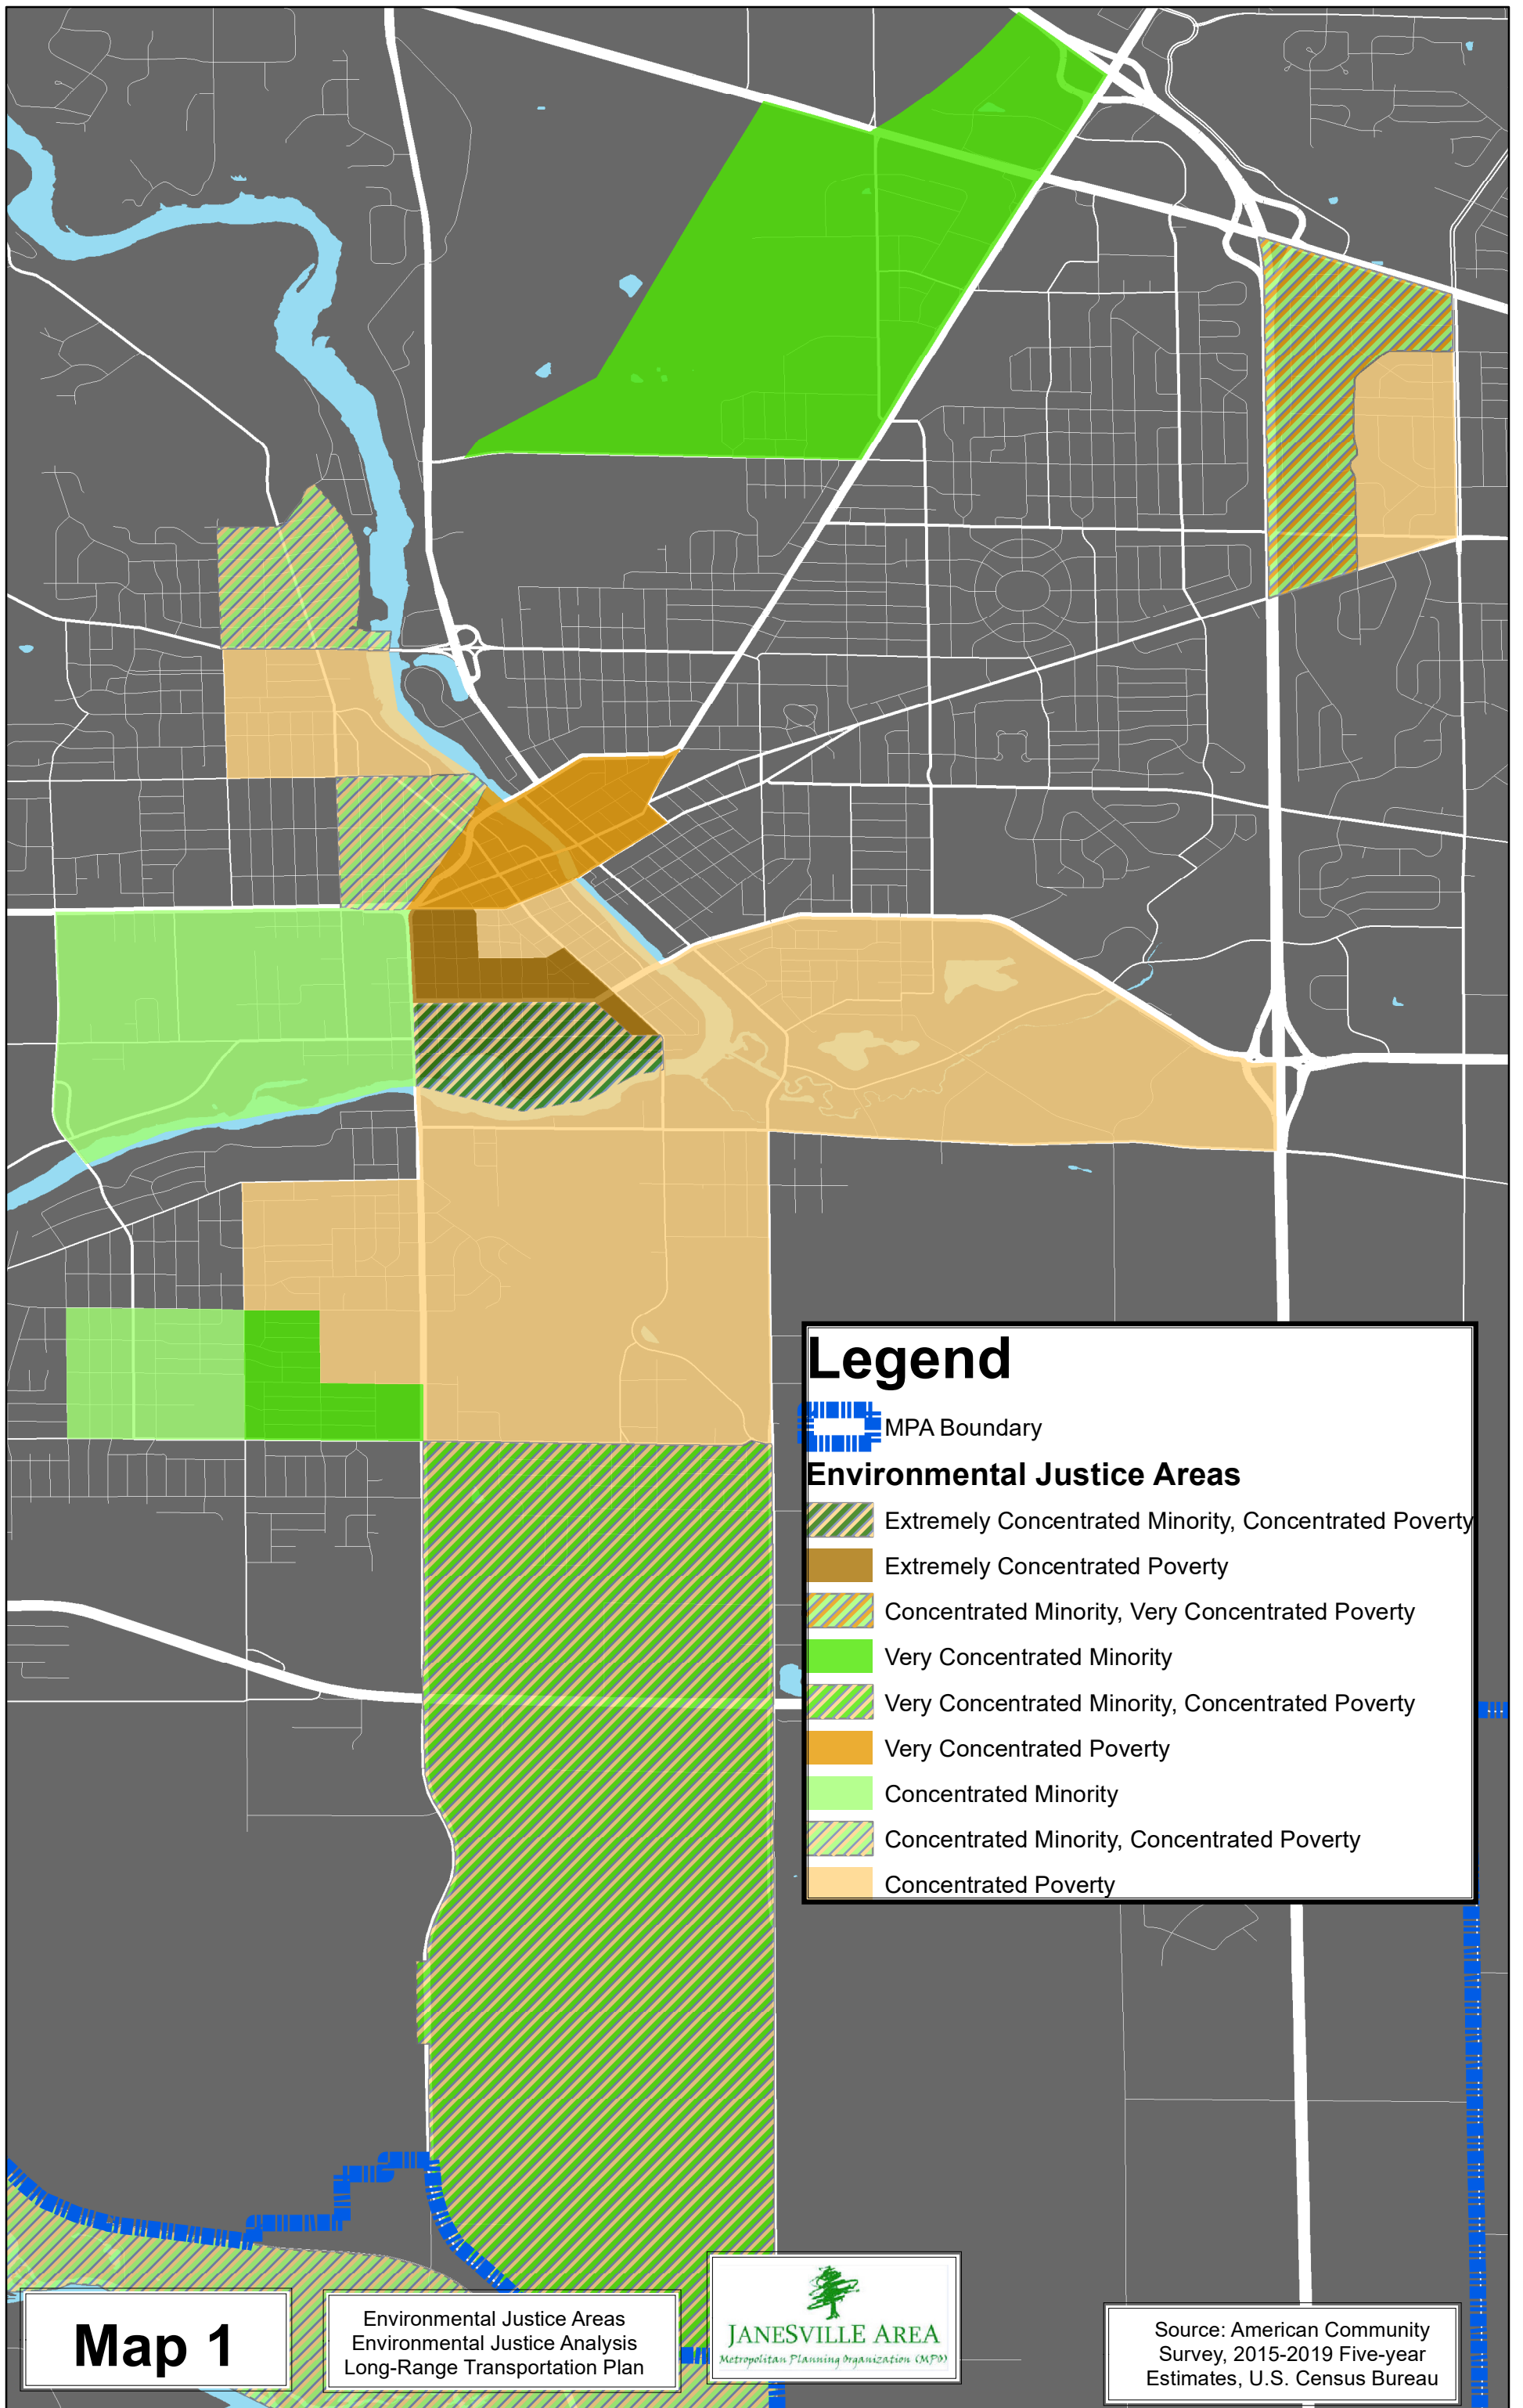 Legend
MPA Boundary
Environmental Justice Areas
Extremely Concentrated Minority, Concentrated Poverty
Extremely Concentrated Poverty
Concentrated Minority, Very Concentrated Poverty
Very Concentrated Minority
Very Concentrated Minority, Concentrated Poverty
Very Concentrated Poverty
Concentrated Minority
Concentrated Minority, Concentrated Poverty
Concentrated Poverty
Map 1
Environmental Justice Areas
Environmental Justice Analysis
Long-Range Transportation Plan
JANESVILLE AREA
Metropolitan Planning Organization (MPO)
Source: American Community
Survey, 2015-2019 Five-year
Estimates, U.S. Census Bureau